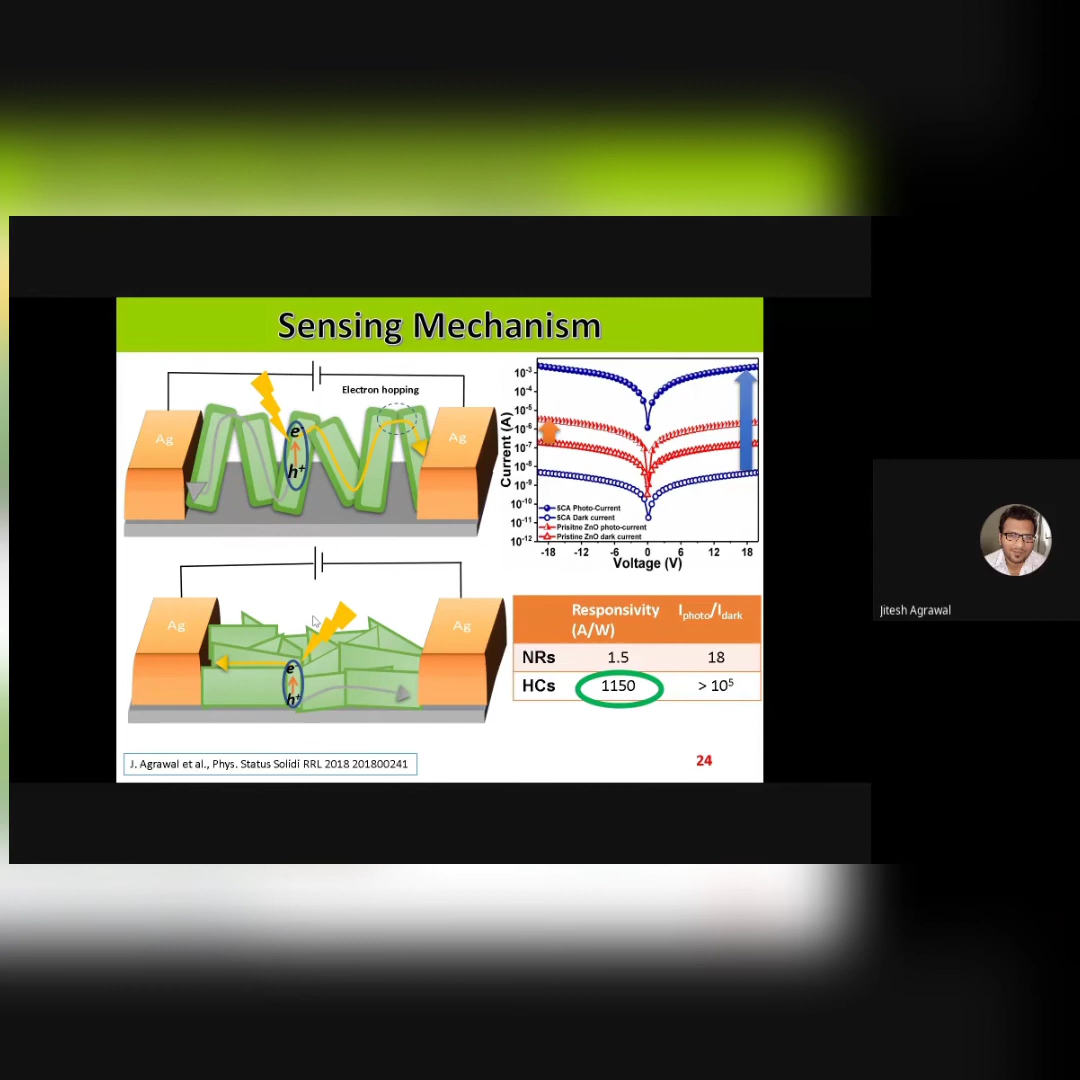 Sensing Mechanism
Electron hopping
Ag
e-
h+
Ag
10-3
10-4
10-5
10-6
10-7
10-8
10-9
10-10
10-11
10-12
Current (A)
5CA Photo-Current
5CA Dark current
Prisitne ZnO photo-current
Pristine ZnO dark current
-18 -12 -6 0 6 12 18
Voltage (V)
Ag
e-
h+
Ag
Responsivity (A/W) Iphoto/Idark
NRs 1.5 18
HCs 1150 > 10⁵
J. Agrawal et al., Phys. Status Solidi RRL 2018 201800241
24
Jitesh Agrawal